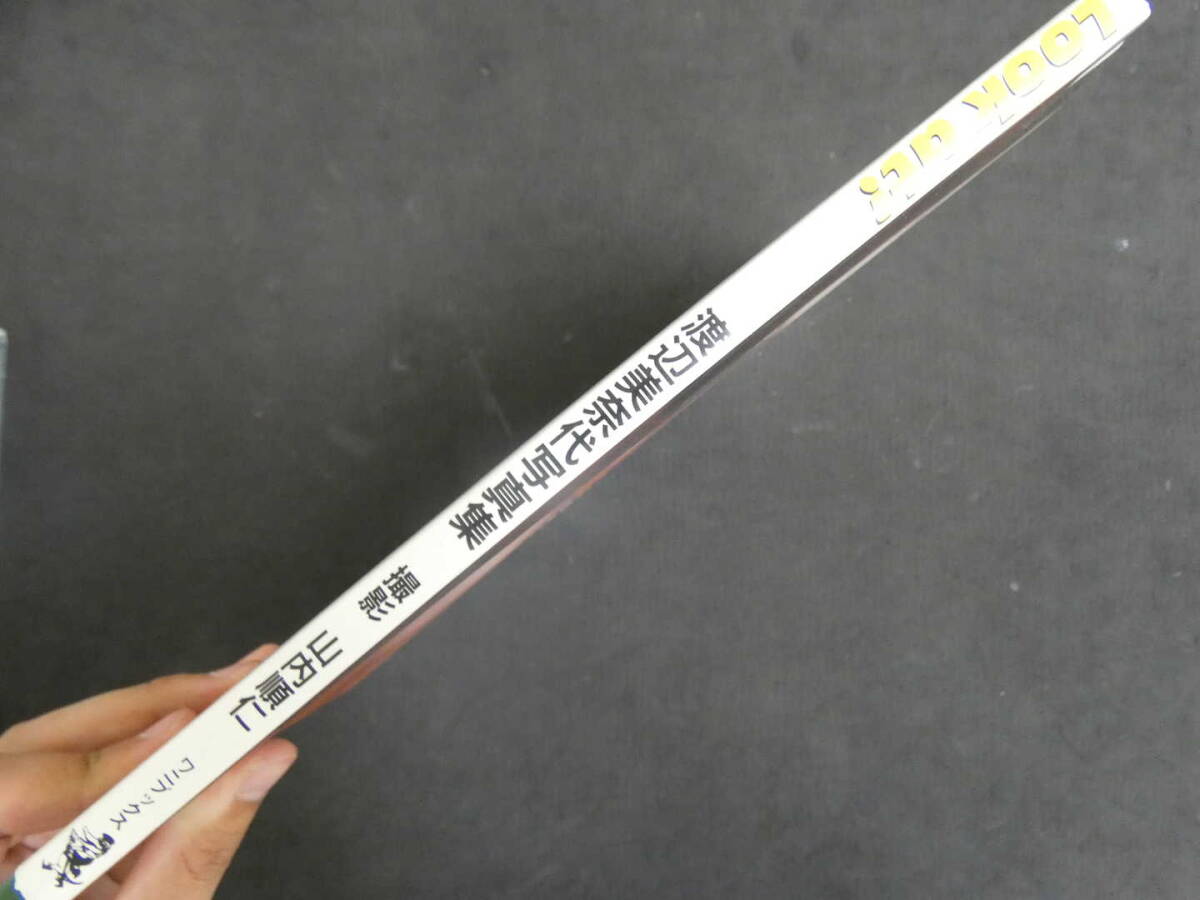 LOOK at!!
渡辺美奈代写真集
撮影 山内順仁
ワニブックス